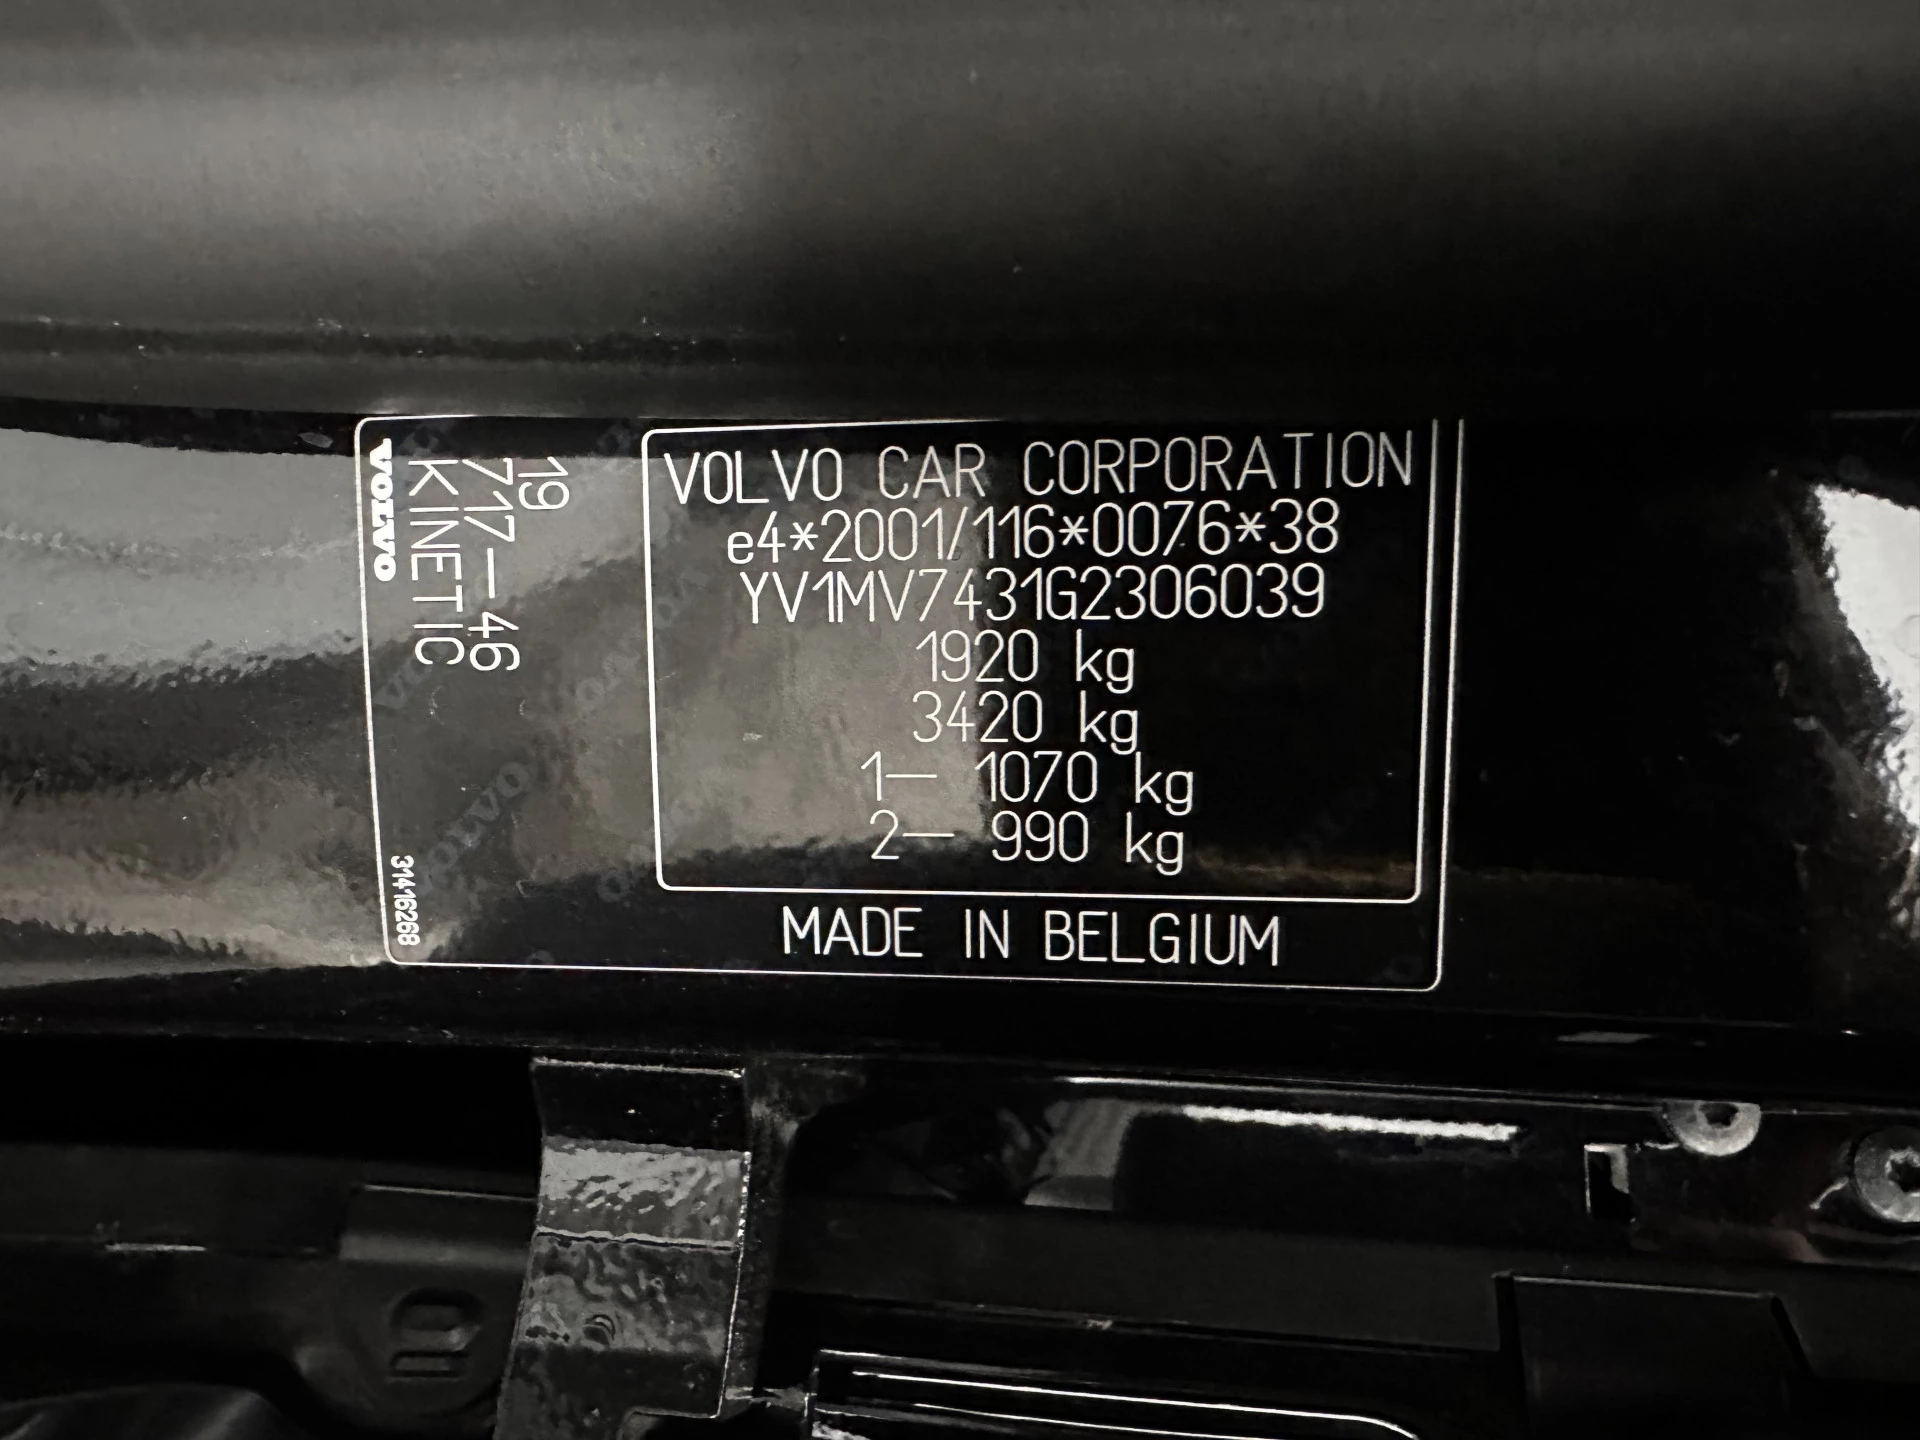 VOLVO CAR CORPORATION
e4*2001/116*0076*38
YV1MV7431G2306039
1920 kg
3420 kg
1— 1070 kg
2— 990 kg
MADE IN BELGIUM
19
717—46
KINETIC
VOLVO
31416268